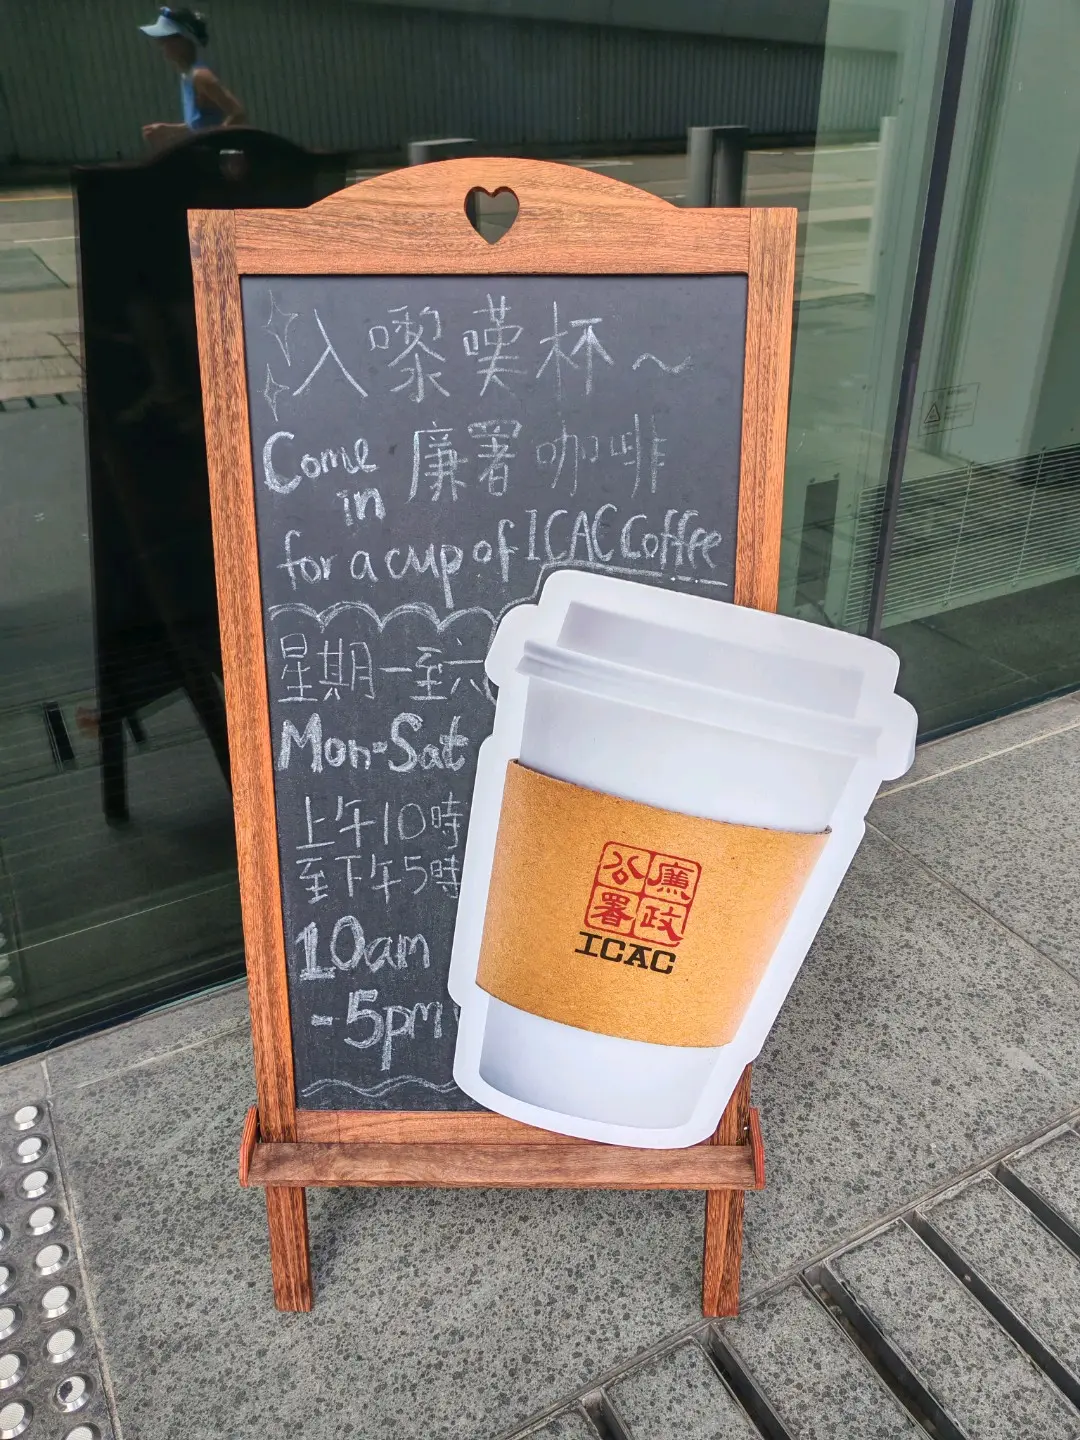 入嚟嘆杯～
Come in 廉署咖啡
for a cup of ICAC Coffee
星期一至六
Mon-Sat
上午10時
至下午5時
10am
-5pm
廉政公署
ICAC